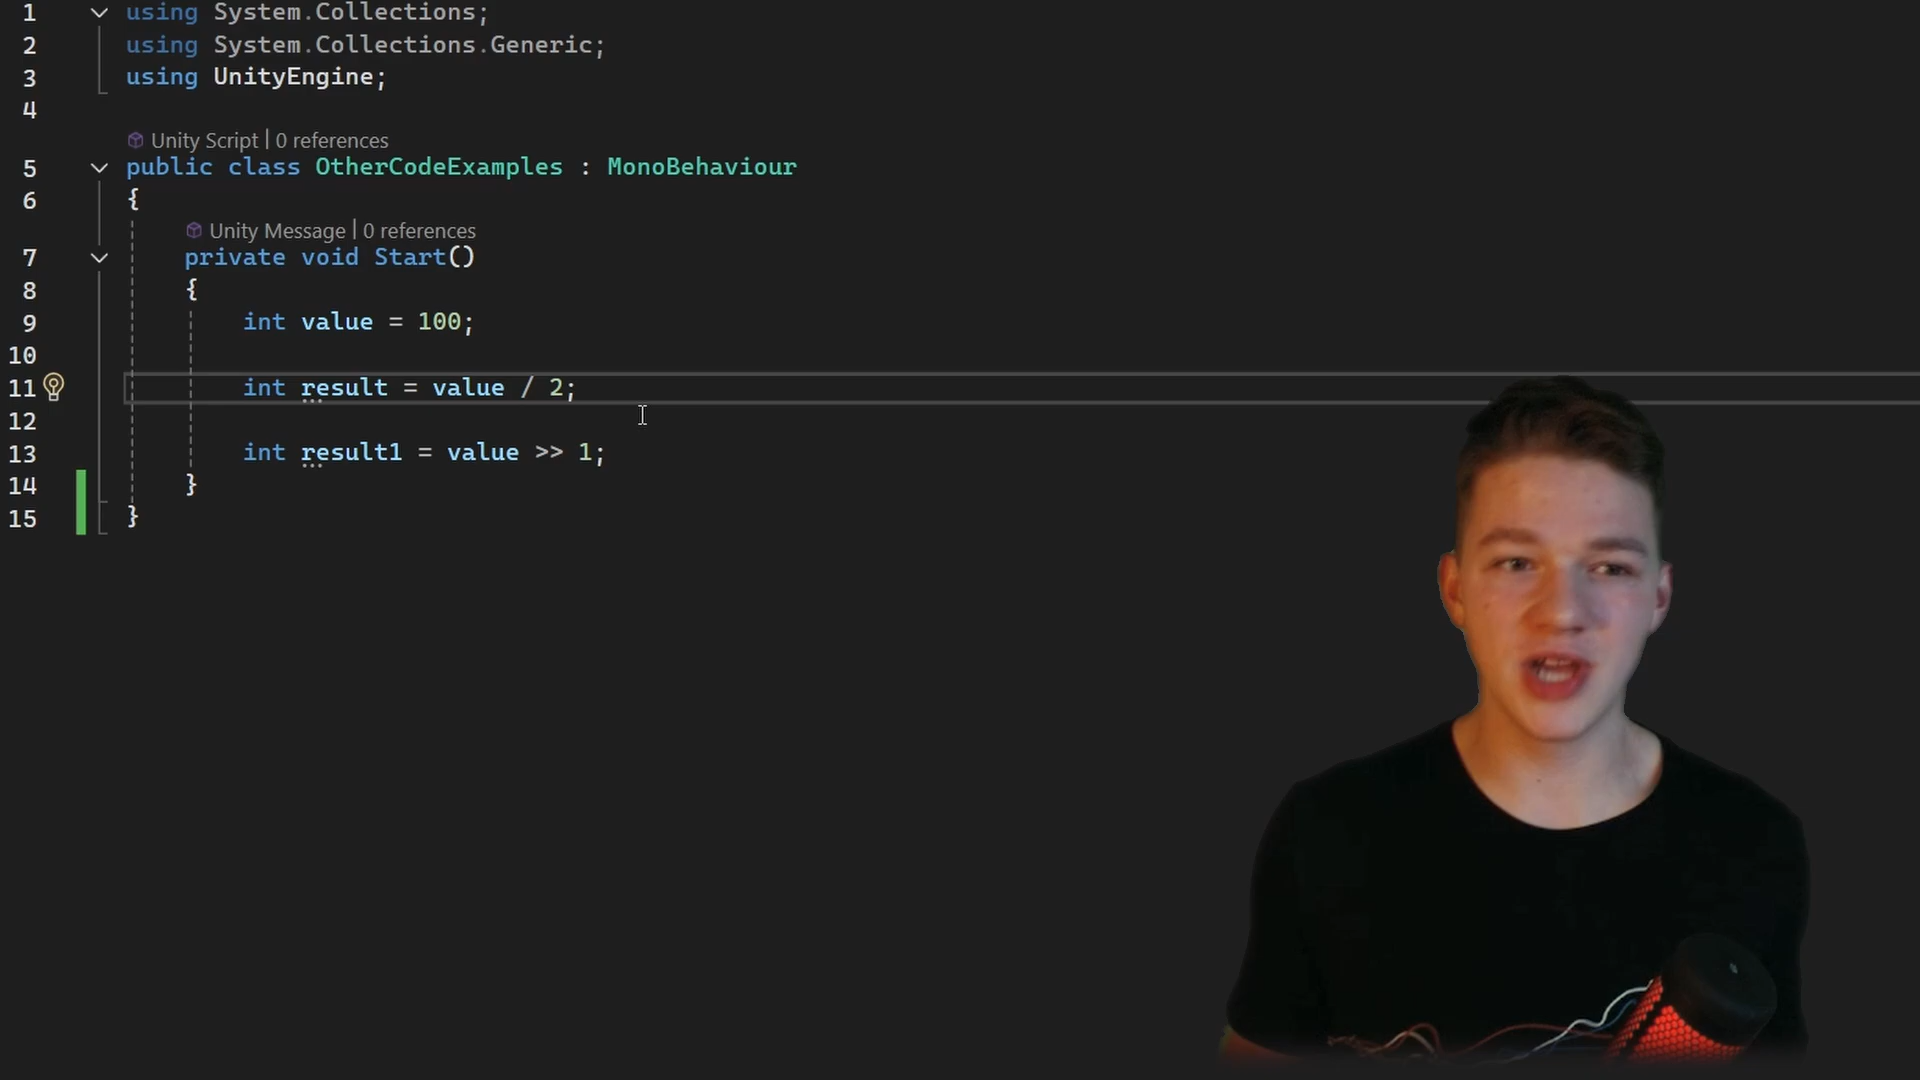 1 using System.Collections;
2 using System.Collections.Generic;
3 using UnityEngine;
4
Unity Script | 0 references
5 public class OtherCodeExamples : MonoBehaviour
6 {
Unity Message | 0 references
7 private void Start()
8 {
9 int value = 100;
10
11 int result = value / 2;
12
13 int result1 = value >> 1;
14 }
15 }